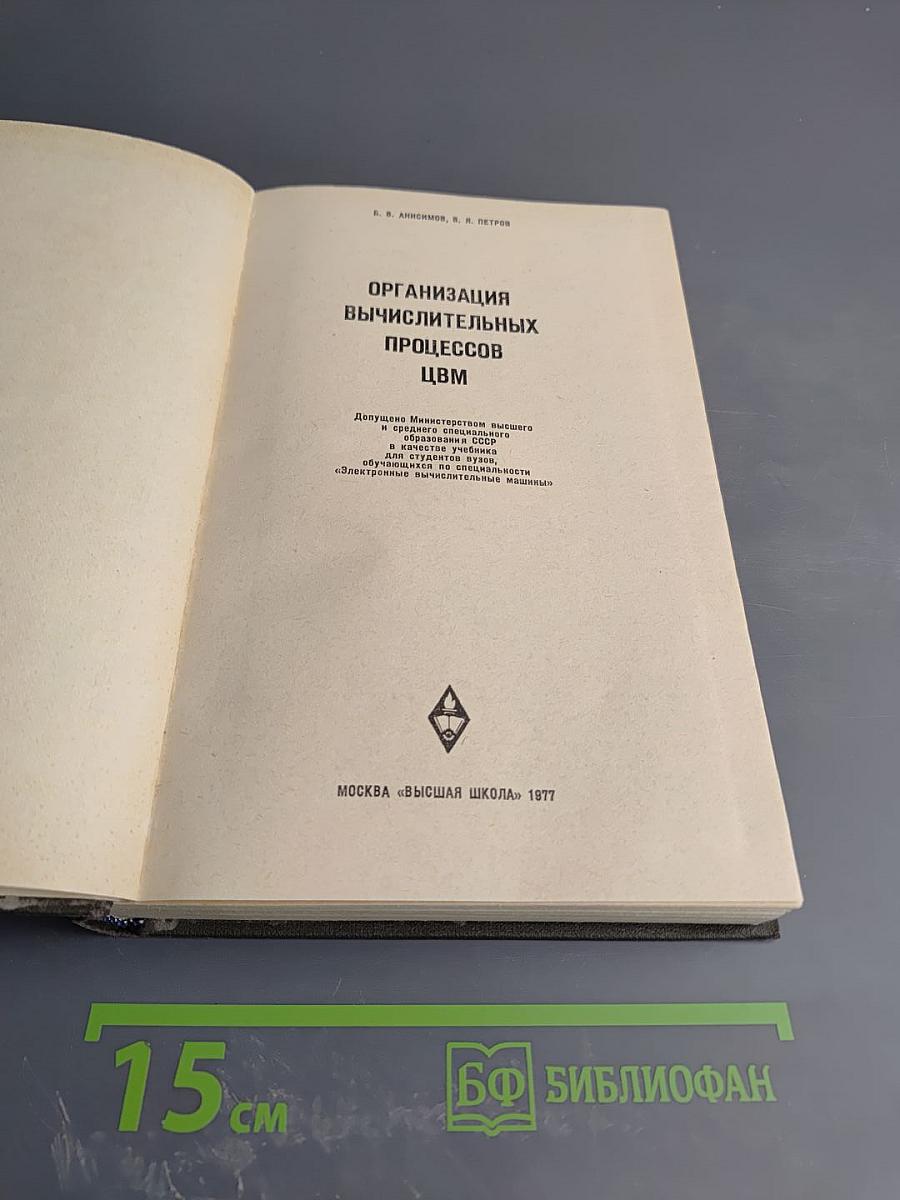 Б. В. АНИСИМОВ, В. Я. ПЕТРОВ
ОРГАНИЗАЦИЯ
ВЫЧИСЛИТЕЛЬНЫХ
ПРОЦЕССОВ
ЦВМ
Допущено Министерством высшего
и среднего специального
образования СССР
в качестве учебника
для студентов вузов,
обучающихся по специальности
«Электронные вычислительные машины»
МОСКВА «ВЫСШАЯ ШКОЛА» 1977
15 см
БФ БИБЛИОФАН